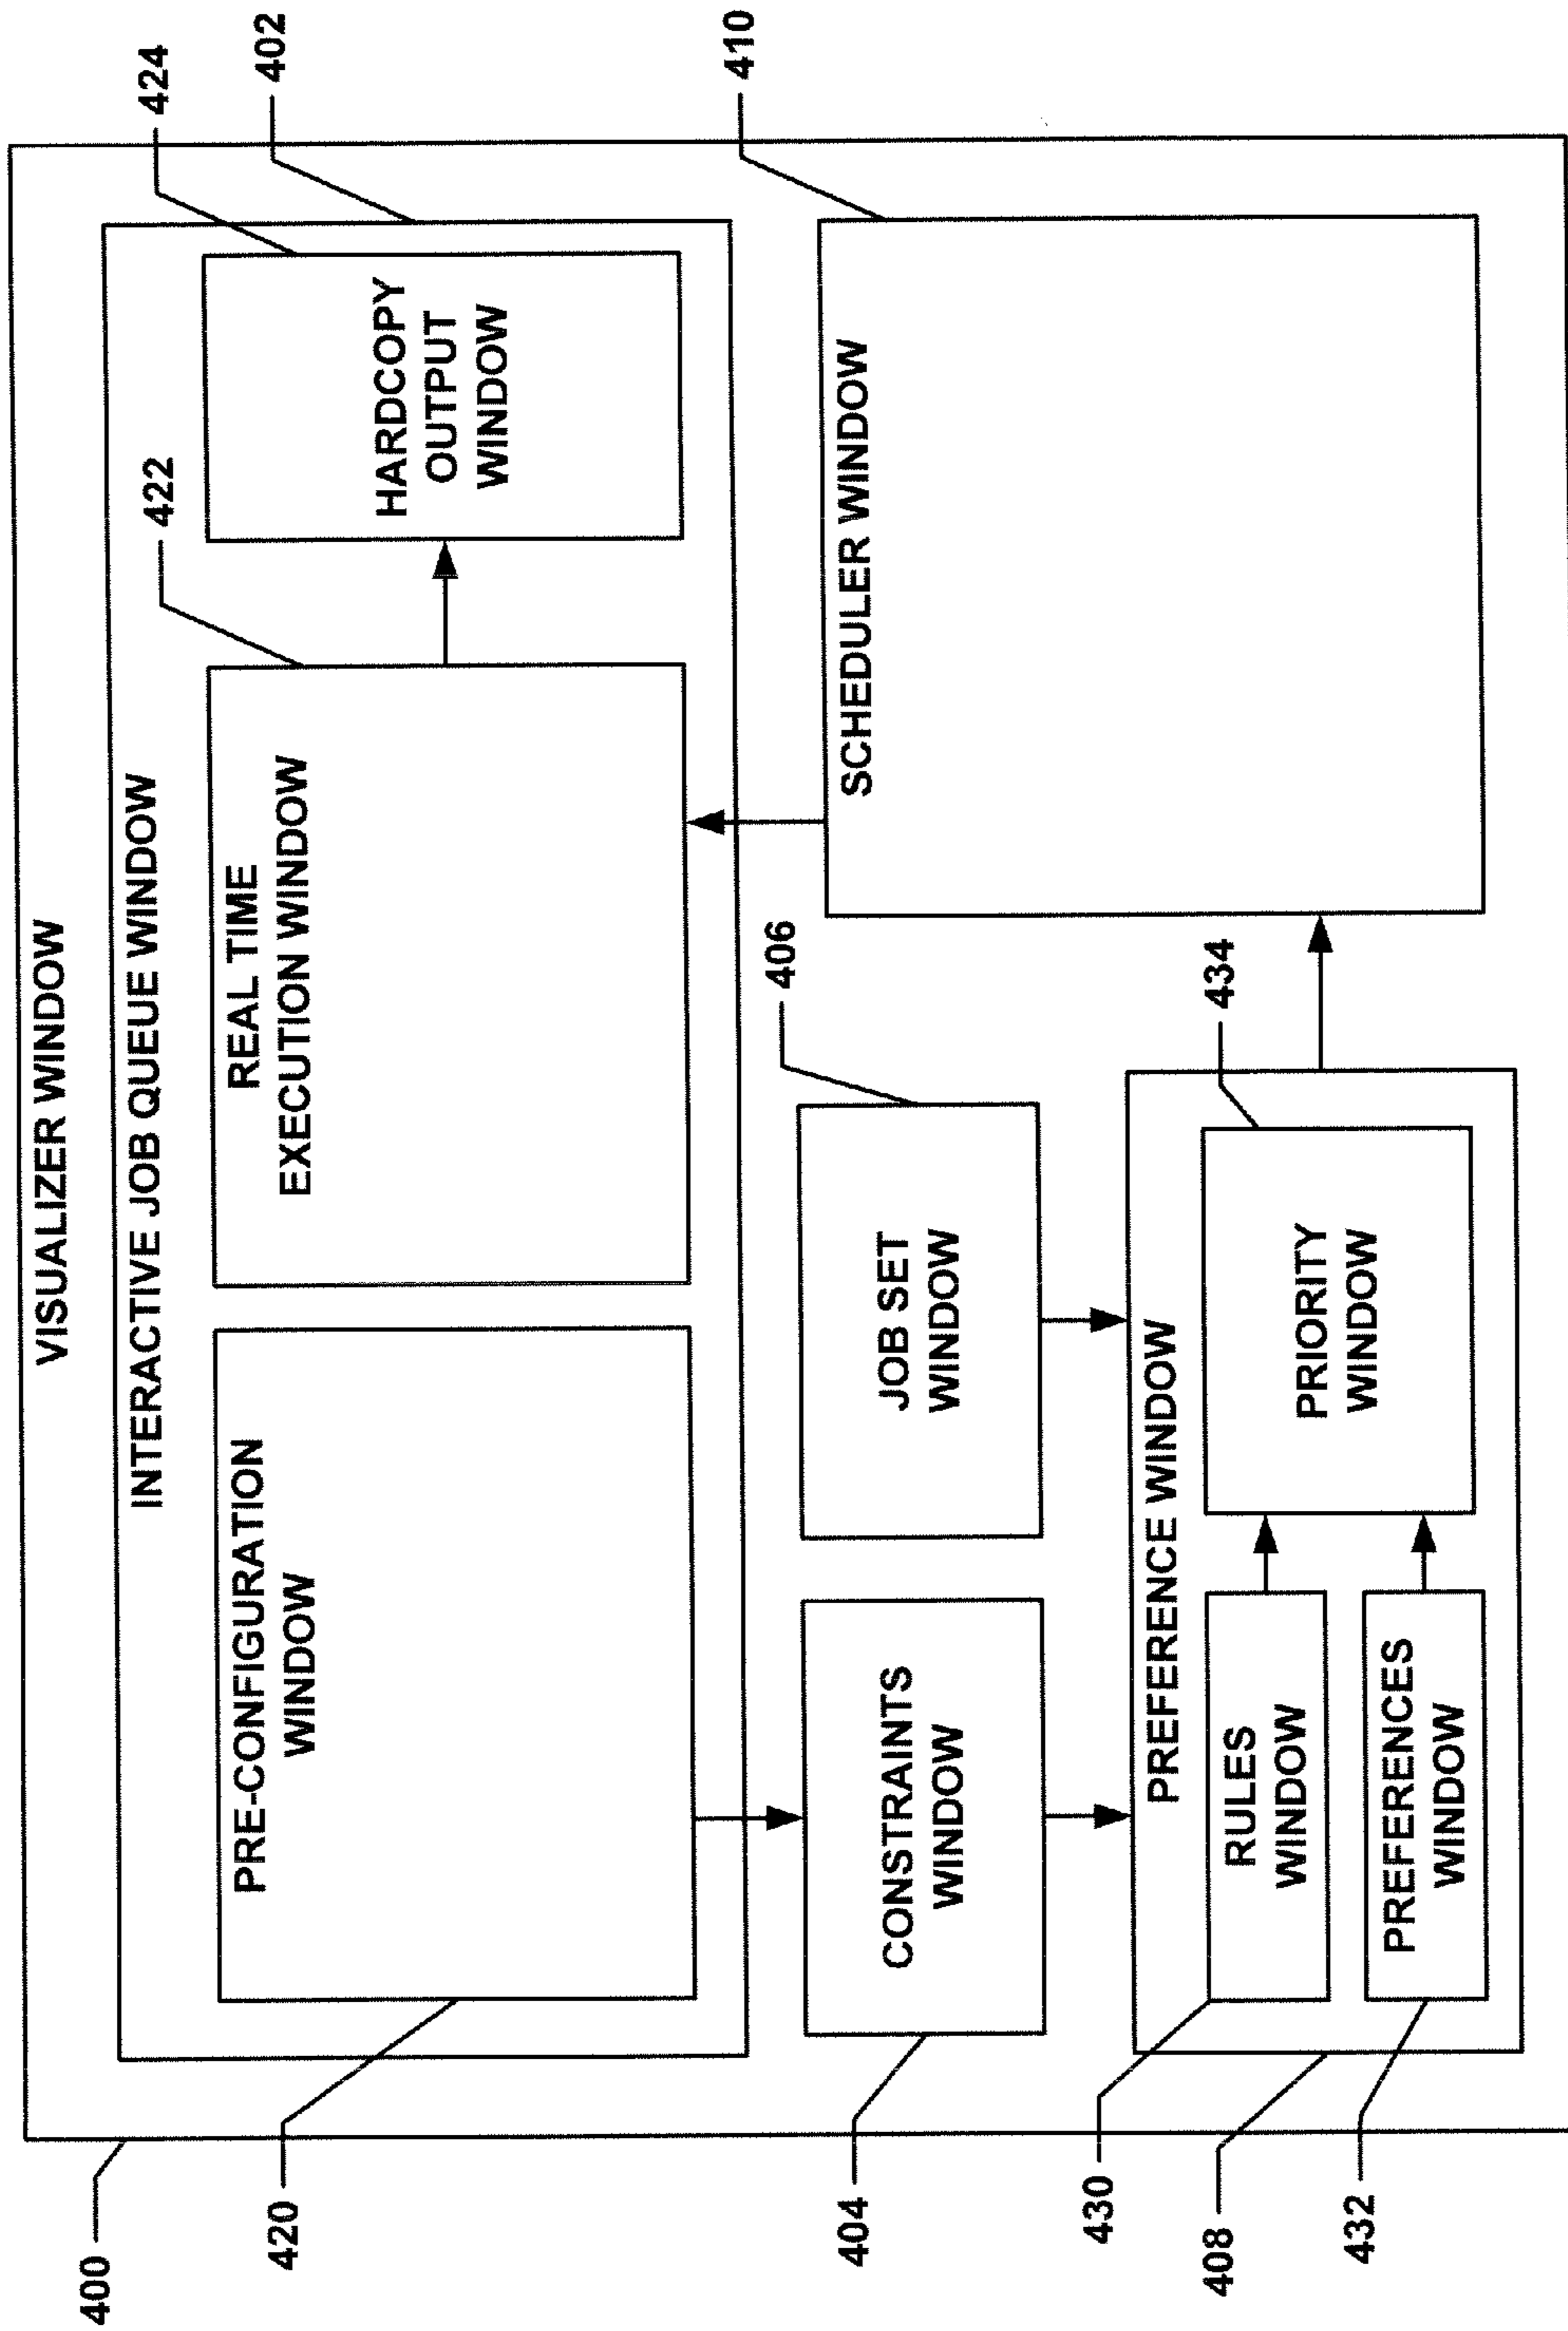 VISUALIZER WINDOW
400
INTERACTIVE JOB QUEUE WINDOW
402
PRE-CONFIGURATION
WINDOW
420
REAL TIME
EXECUTION WINDOW
422
HARDCOPY
OUTPUT
WINDOW
424
CONSTRAINTS
WINDOW
404
JOB SET
WINDOW
406
SCHEDULER WINDOW
410
PREFERENCE WINDOW
408
RULES
WINDOW
430
PREFERENCES
WINDOW
432
PRIORITY
WINDOW
434